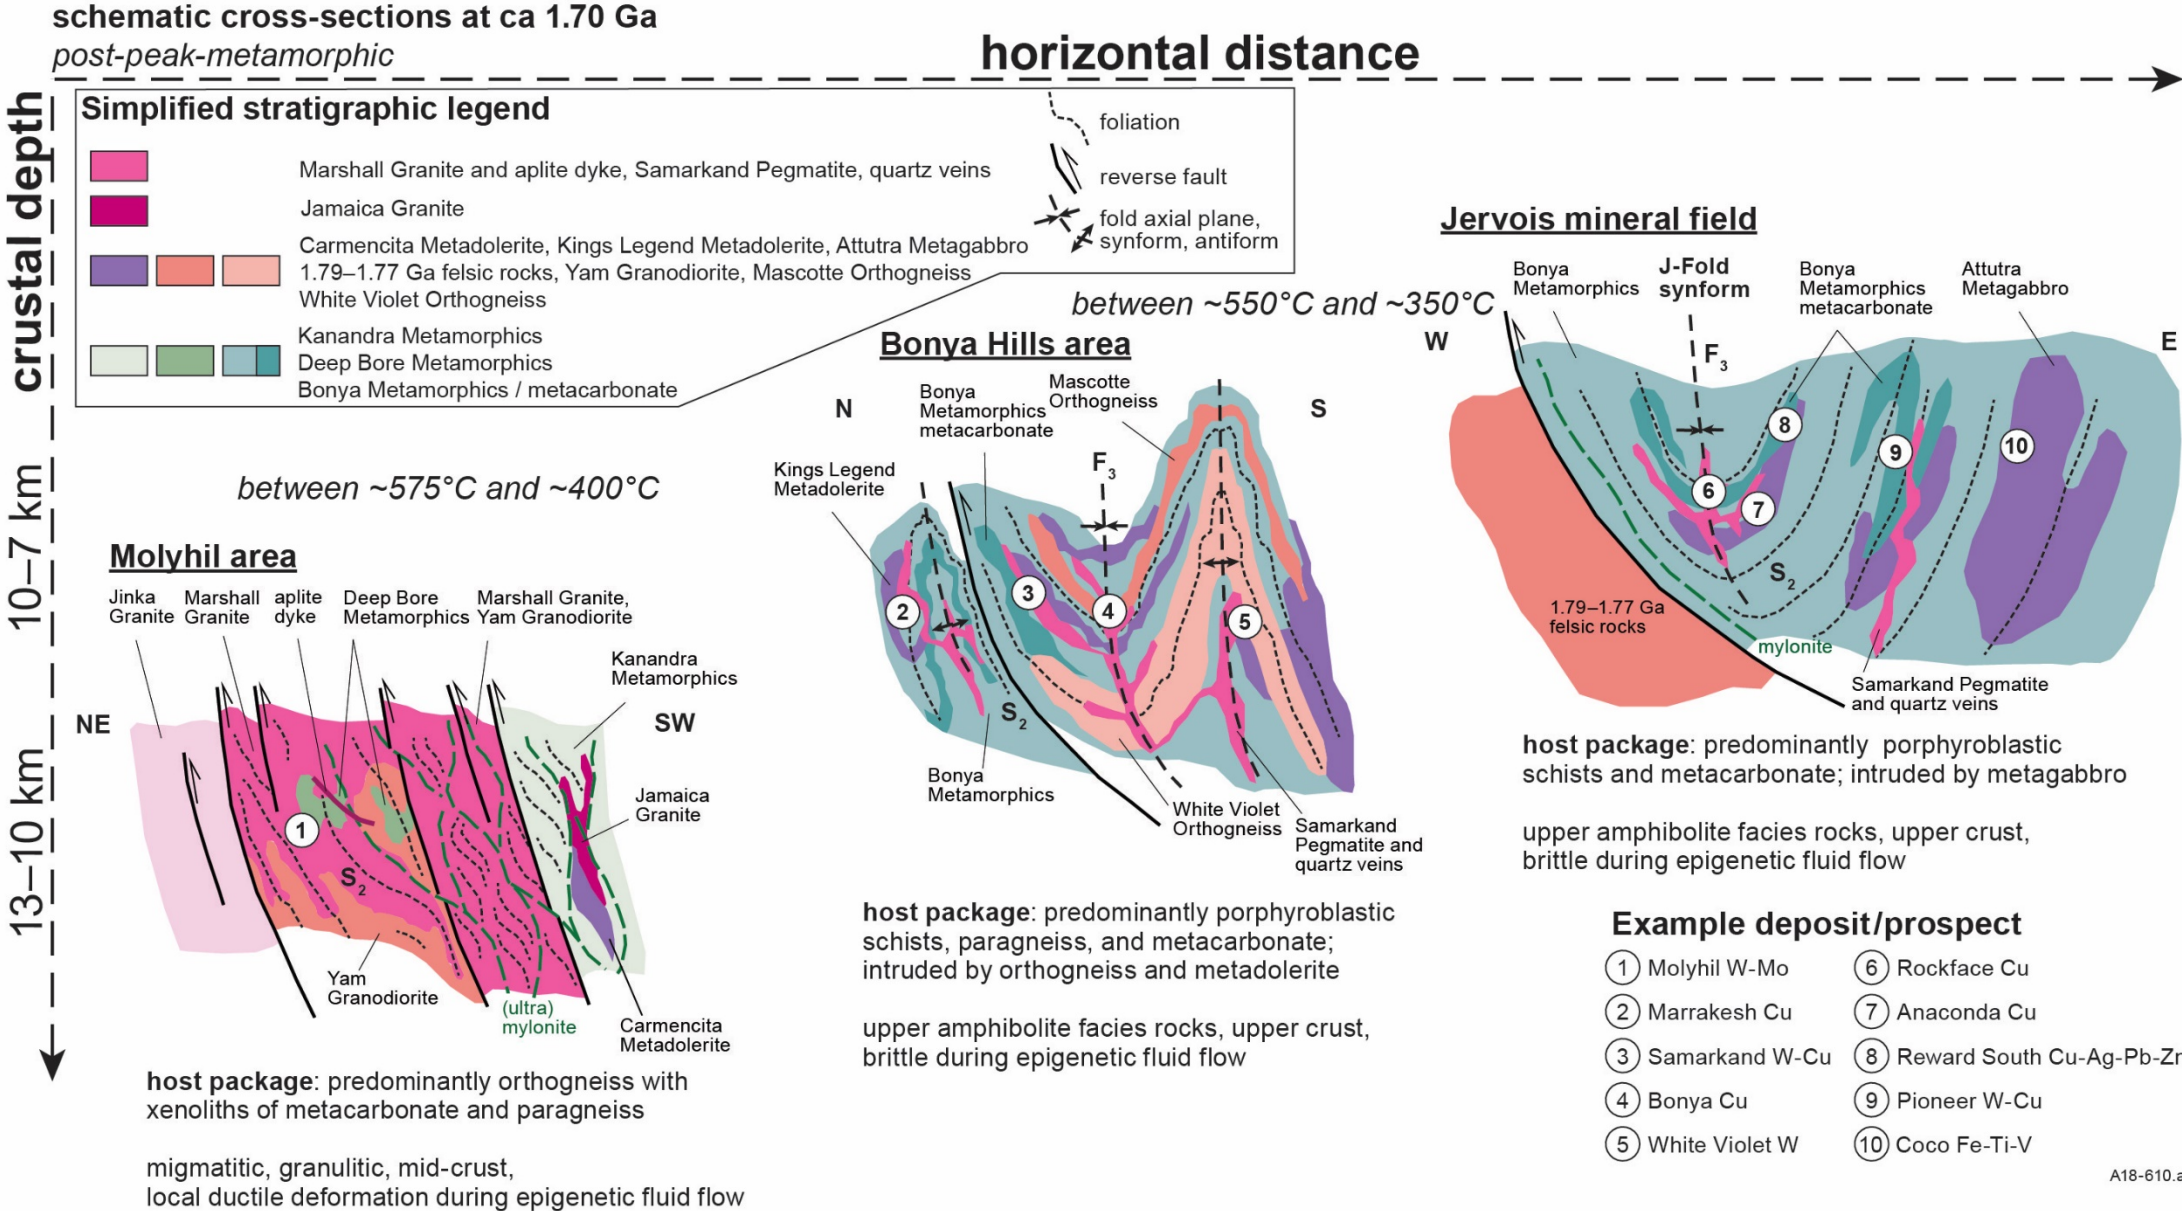 schematic cross-sections at ca 1.70 Ga
post-peak-metamorphic
horizontal distance
crustal depth
10–7 km
13–10 km
Simplified stratigraphic legend
Marshall Granite and aplite dyke, Samarkand Pegmatite, quartz veins
Jamaica Granite
Carmencita Metadolerite, Kings Legend Metadolerite, Attutra Metagabbro
1.79–1.77 Ga felsic rocks, Yam Granodiorite, Mascotte Orthogneiss
White Violet Orthogneiss
Kanandra Metamorphics
Deep Bore Metamorphics
Bonya Metamorphics / metacarbonate
foliation
reverse fault
fold axial plane,
synform, antiform
between ~575°C and ~400°C
Molyhil area
Jinka
Granite
Marshall
Granite
aplite
dyke
Deep Bore
Metamorphics
Marshall Granite,
Yam Granodiorite
Kanandra
Metamorphics
NE
SW
Jamaica
Granite
1
S2
Yam
Granodiorite
(ultra)
mylonite
Carmencita
Metadolerite
host package: predominantly orthogneiss with
xenoliths of metacarbonate and paragneiss
migmatitic, granulitic, mid-crust,
local ductile deformation during epigenetic fluid flow
between ~550°C and ~350°C
Bonya Hills area
N
S
Bonya
Metamorphics
metacarbonate
Mascotte
Orthogneiss
Kings Legend
Metadolerite
F3
2
3
4
5
S2
Bonya
Metamorphics
White Violet
Orthogneiss
Samarkand
Pegmatite and
quartz veins
host package: predominantly porphyroblastic
schists, paragneiss, and metacarbonate;
intruded by orthogneiss and metadolerite
upper amphibolite facies rocks, upper crust,
brittle during epigenetic fluid flow
Jervois mineral field
Bonya
Metamorphics
J-Fold
synform
Bonya
Metamorphics
metacarbonate
Attutra
Metagabbro
W
E
F3
6
7
8
9
10
S2
1.79–1.77 Ga
felsic rocks
mylonite
Samarkand Pegmatite
and quartz veins
host package: predominantly porphyroblastic
schists and metacarbonate; intruded by metagabbro
upper amphibolite facies rocks, upper crust,
brittle during epigenetic fluid flow
Example deposit/prospect
1 Molyhil W-Mo
2 Marrakesh Cu
3 Samarkand W-Cu
4 Bonya Cu
5 White Violet W
6 Rockface Cu
7 Anaconda Cu
8 Reward South Cu-Ag-Pb-Zn
9 Pioneer W-Cu
10 Coco Fe-Ti-V
A18-610.a